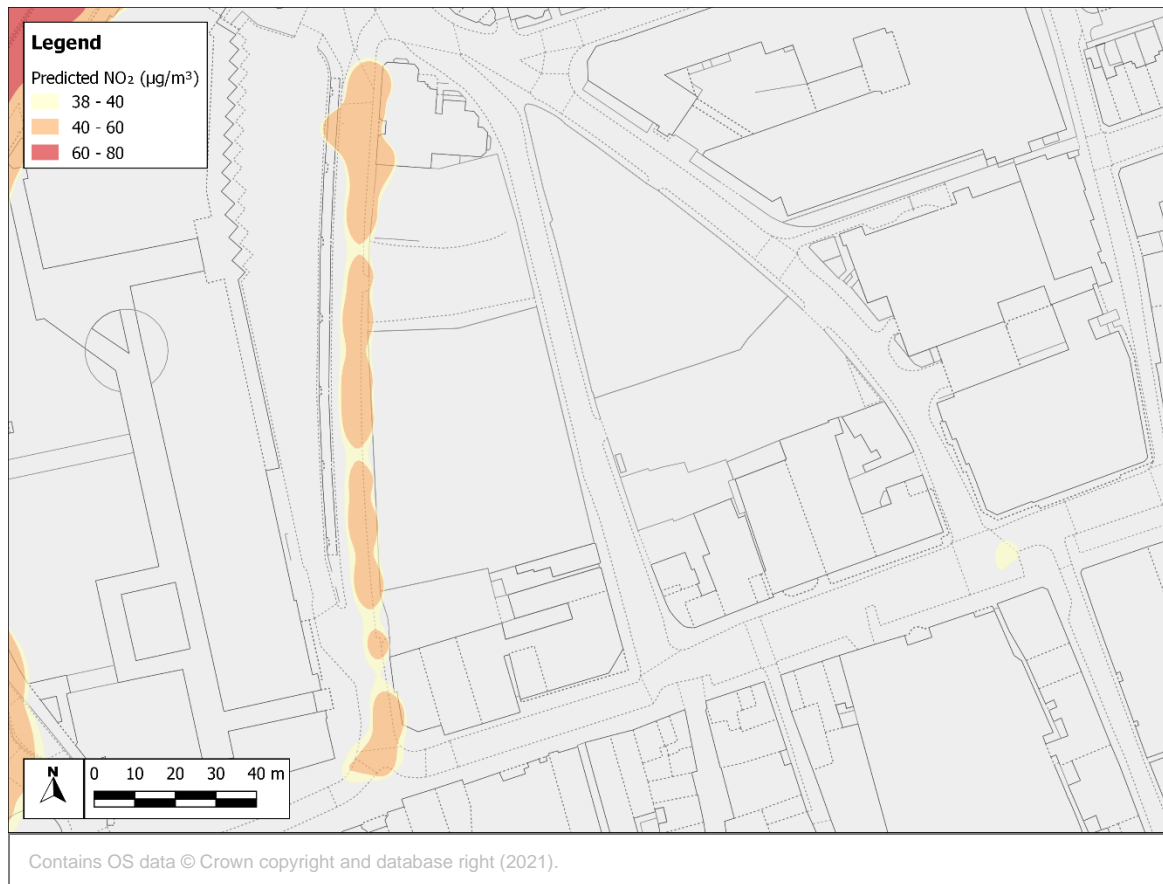 Legend
Predicted NO₂ (µg/m³)
38 - 40
40 - 60
60 - 80
N
0 10 20 30 40 m
Contains OS data © Crown copyright and database right (2021).